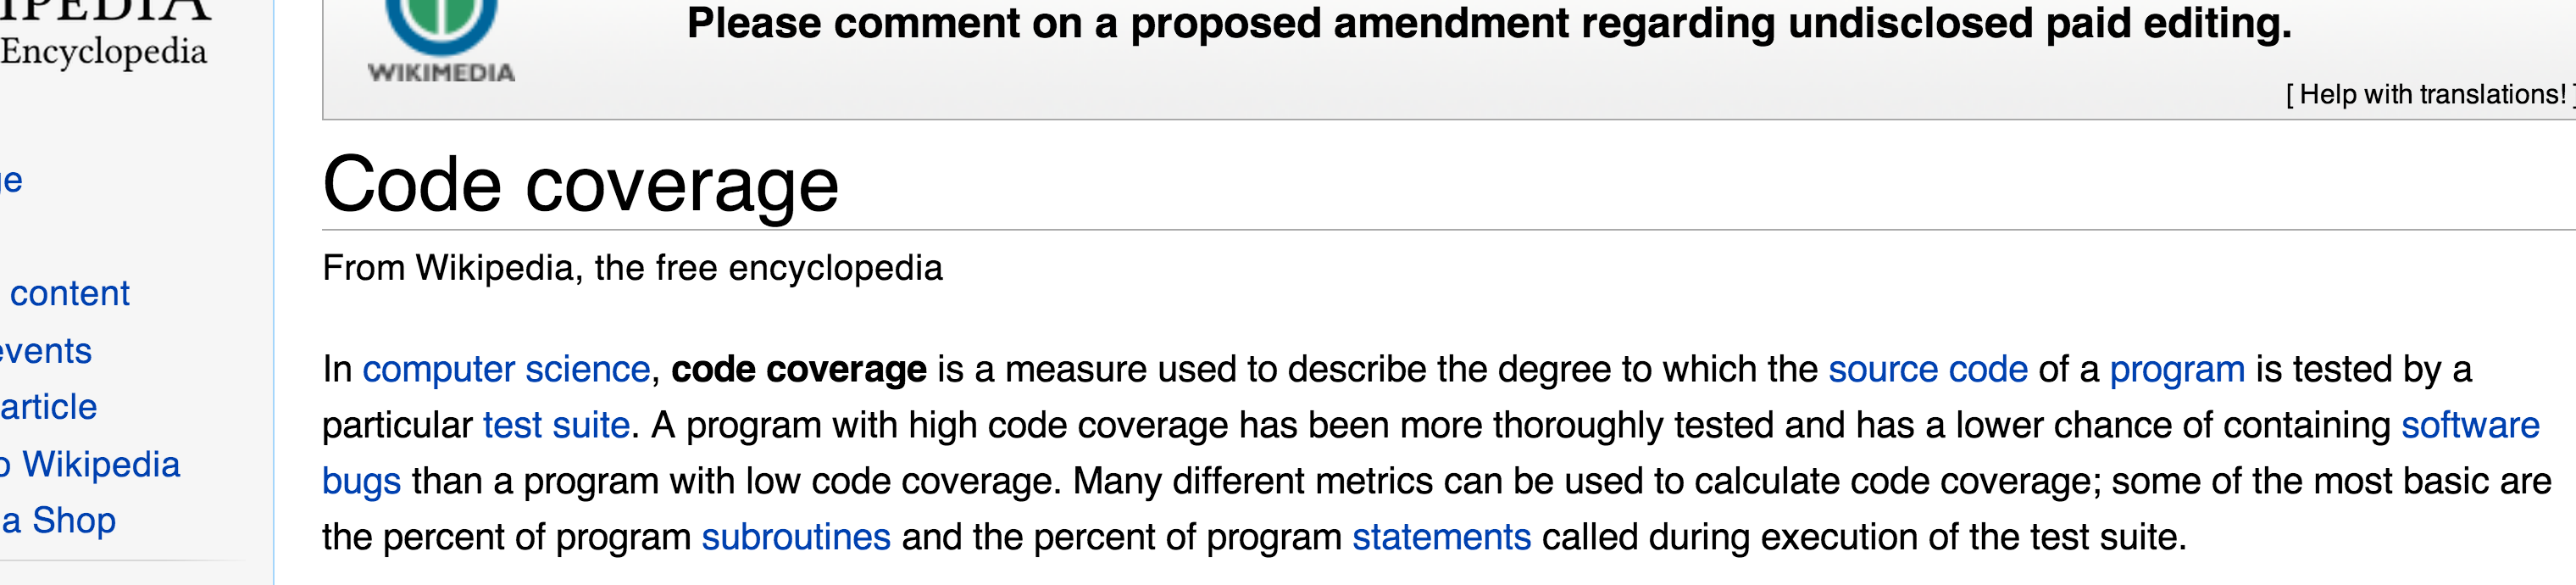 Encyclopedia
content
article
Wikipedia
a Shop
WIKIMEDIA
Please comment on a proposed amendment regarding undisclosed paid editing.
[ Help with translations! ]
Code coverage
From Wikipedia, the free encyclopedia
In computer science, code coverage is a measure used to describe the degree to which the source code of a program is tested by a
particular test suite. A program with high code coverage has been more thoroughly tested and has a lower chance of containing software
bugs than a program with low code coverage. Many different metrics can be used to calculate code coverage; some of the most basic are
the percent of program subroutines and the percent of program statements called during execution of the test suite.